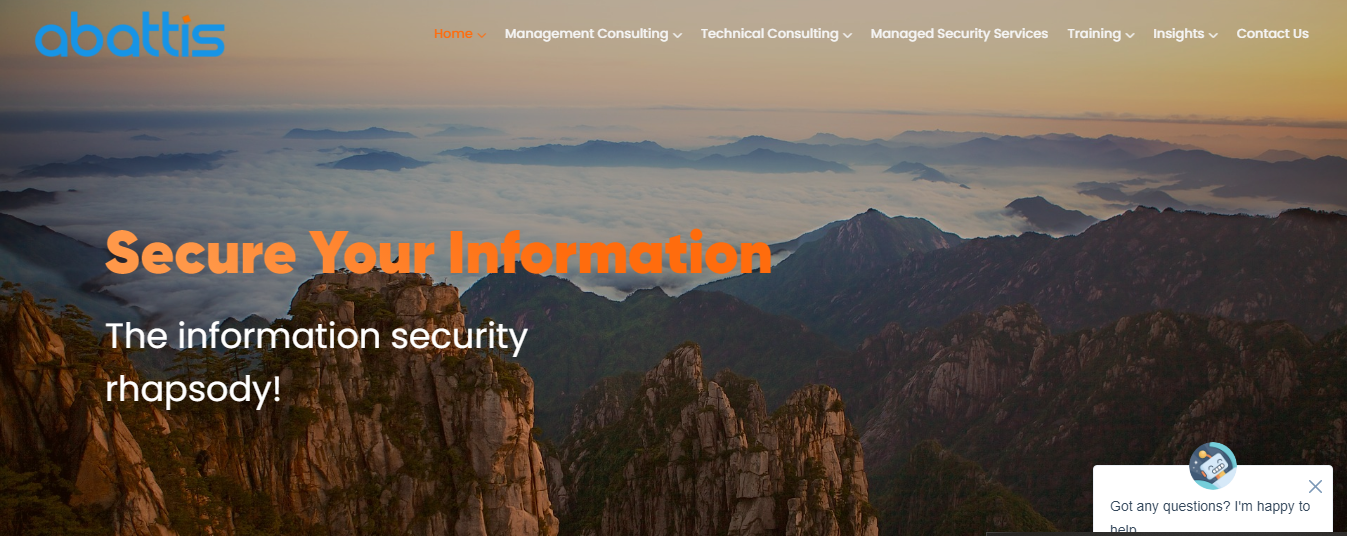 abattis
Home Management Consulting Technical Consulting Managed Security Services Training Insights Contact Us
Secure Your Information
The information security
rhapsody!
Got any questions? I'm happy to
help